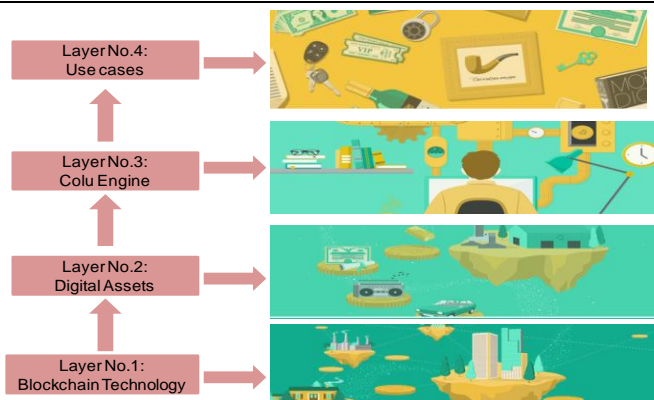 Layer No.4:
Use cases
VIP
Layer No.3:
Colu Engine
Layer No.2:
Digital Assets
Layer No.1:
Blockchain Technology